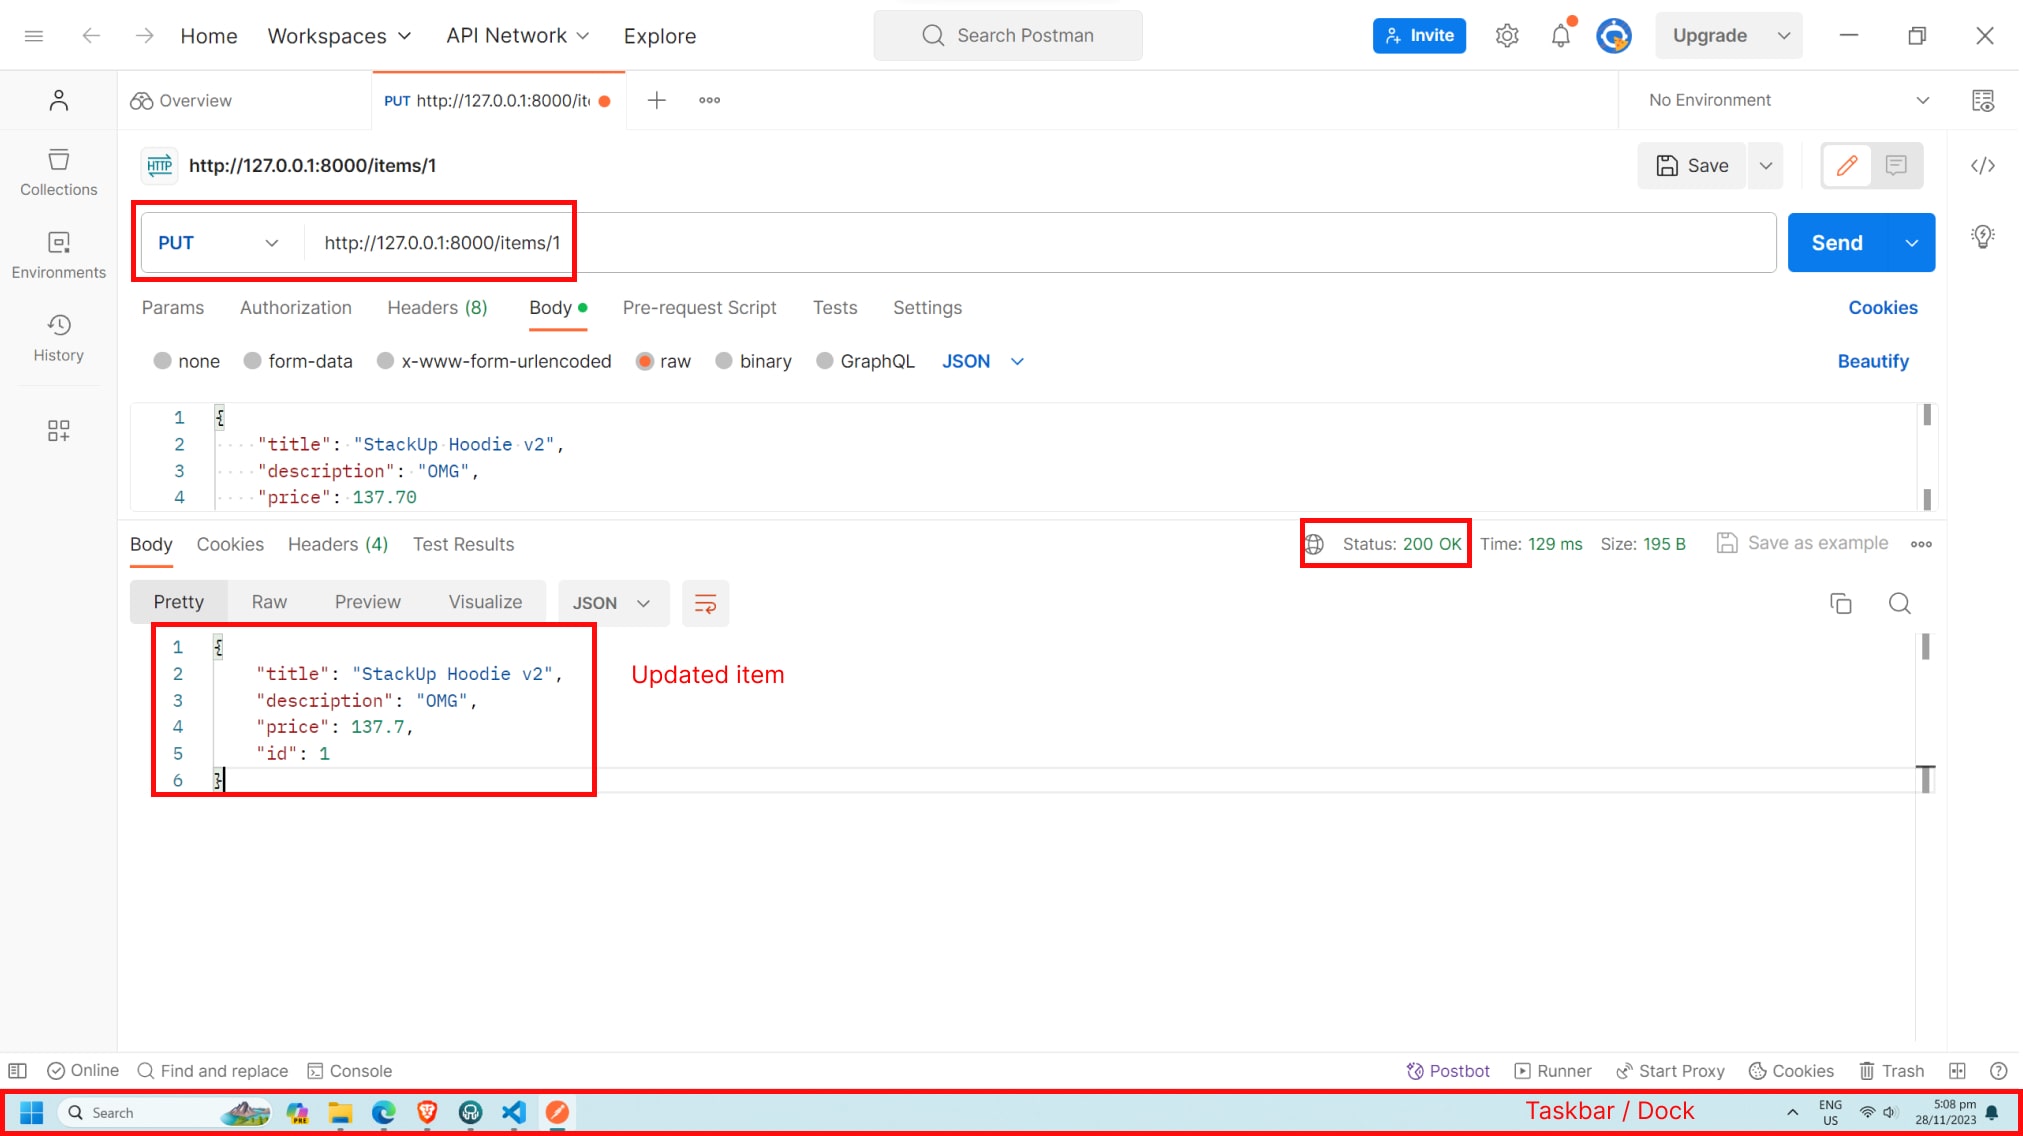 Home Workspaces API Network Explore Search Postman Invite Upgrade
Overview PUT http://127.0.0.1:8000/it No Environment
HTTP http://127.0.0.1:8000/items/1 Save
Collections
PUT http://127.0.0.1:8000/items/1 Send
Environments
Params Authorization Headers (8) Body Pre-request Script Tests Settings Cookies
History
none form-data x-www-form-urlencoded raw binary GraphQL JSON Beautify
1 {
2 "title": "StackUp Hoodie v2",
3 "description": "OMG",
4 "price": 137.70
Body Cookies Headers (4) Test Results Status: 200 OK Time: 129 ms Size: 195 B Save as example
Pretty Raw Preview Visualize JSON
1 {
2 "title": "StackUp Hoodie v2",
3 "description": "OMG",
4 "price": 137.7,
5 "id": 1
6 }
Updated item
Online Find and replace Console Postbot Runner Start Proxy Cookies Trash
Search PRE Taskbar / Dock ENG 5:08 pm
US 28/11/2023